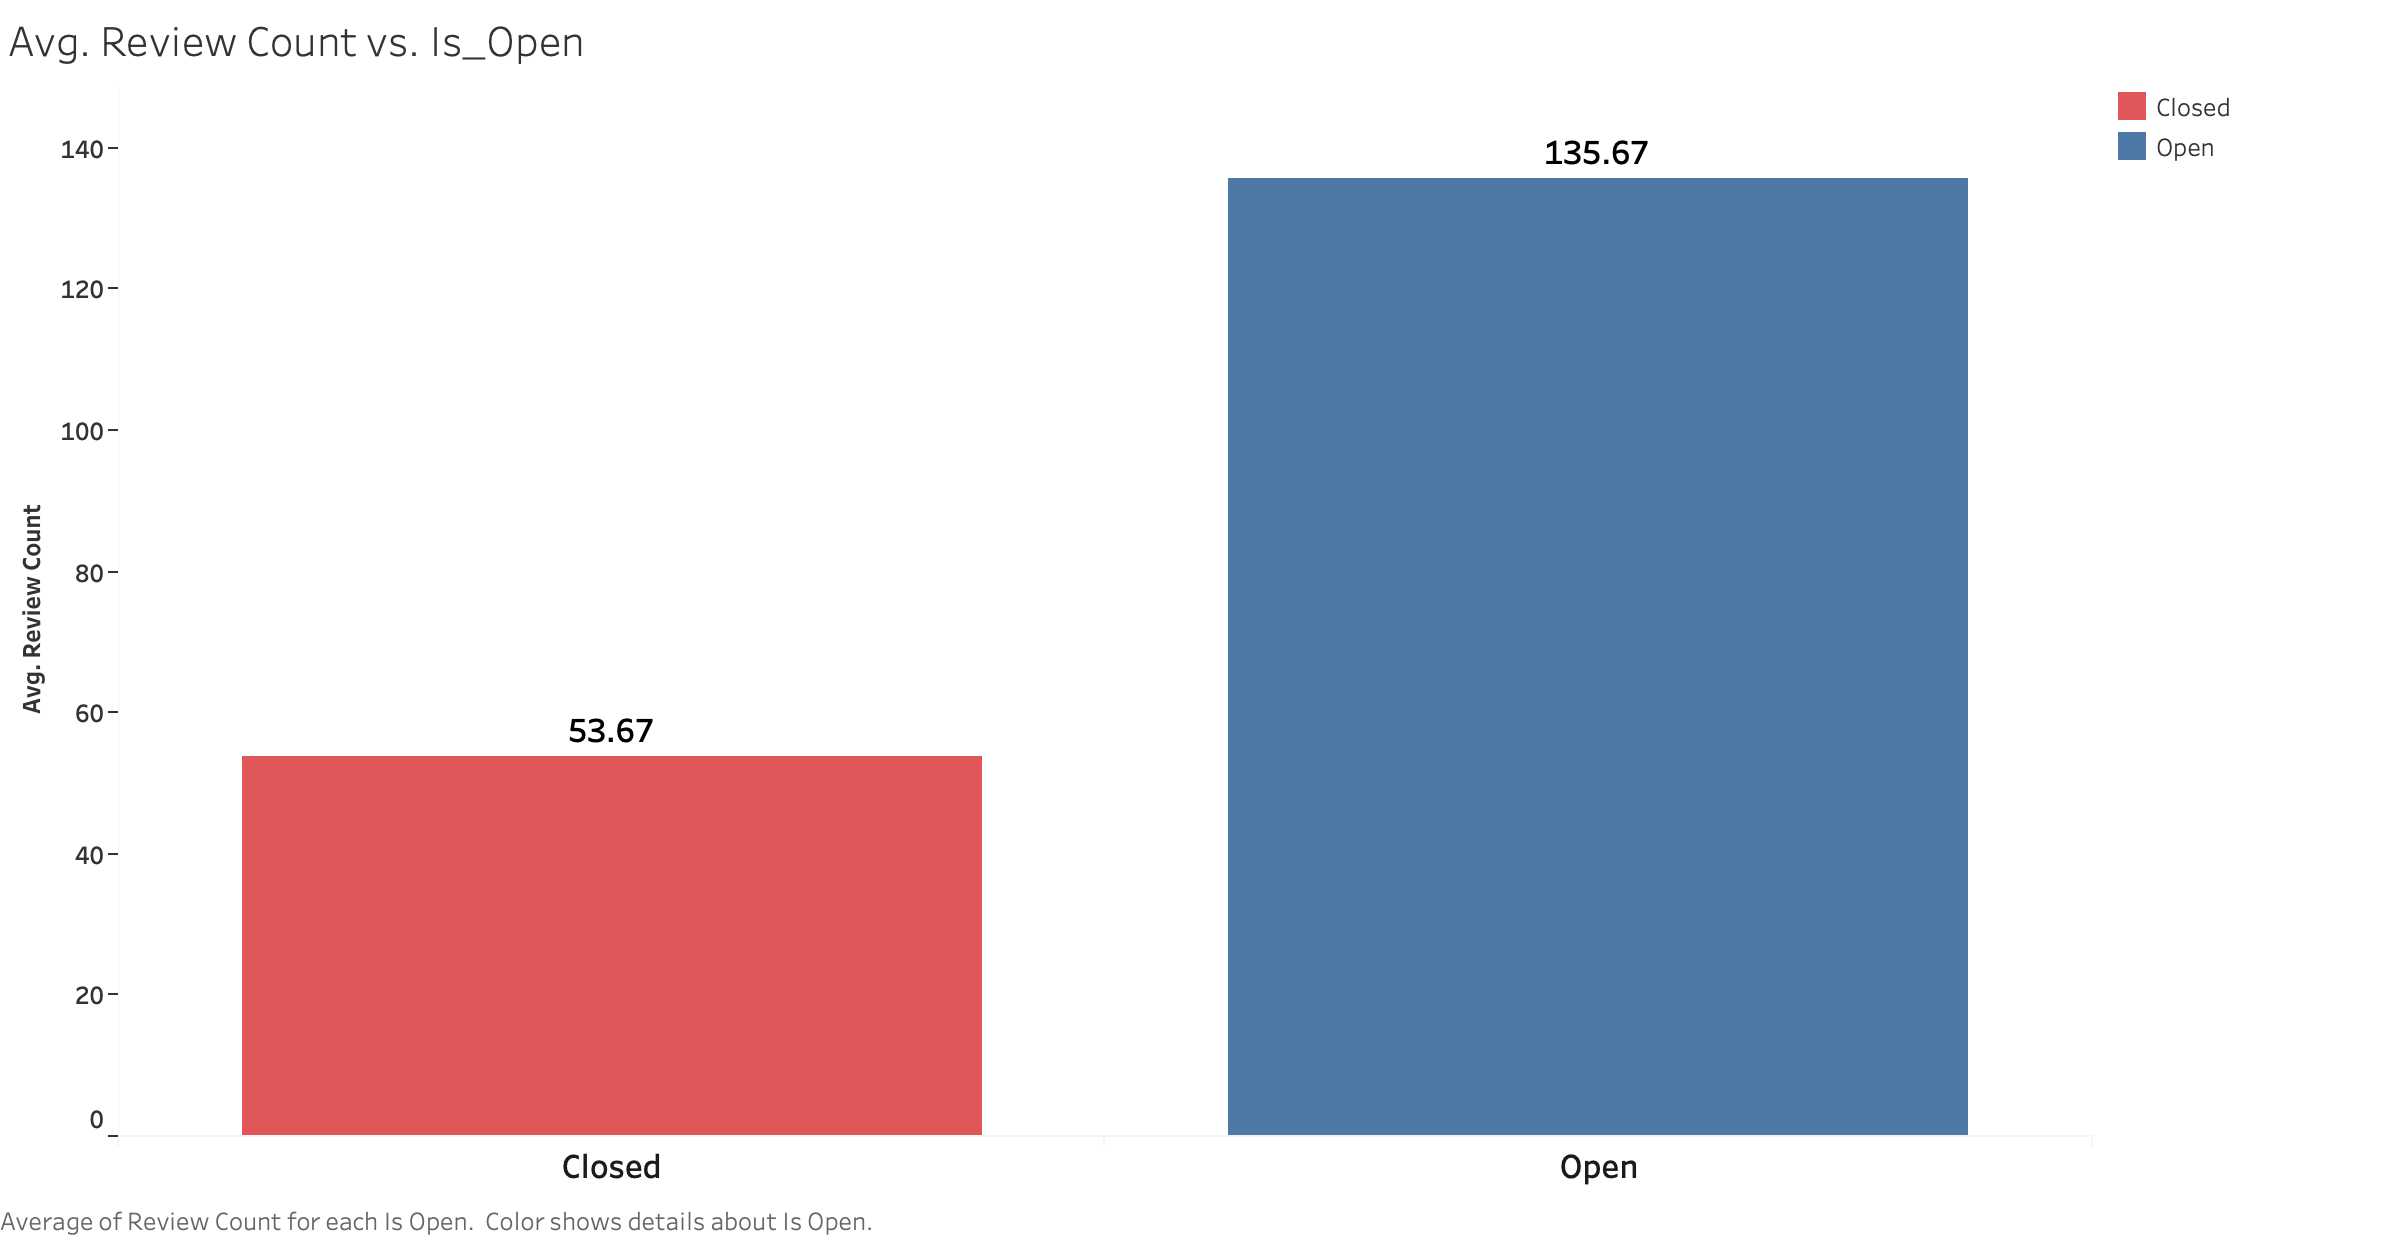 Avg. Review Count vs. Is_Open
Closed
Open
140
120
100
80
60
40
20
0
Avg. Review Count
53.67
135.67
Closed
Open
Average of Review Count for each Is Open.  Color shows details about Is Open.